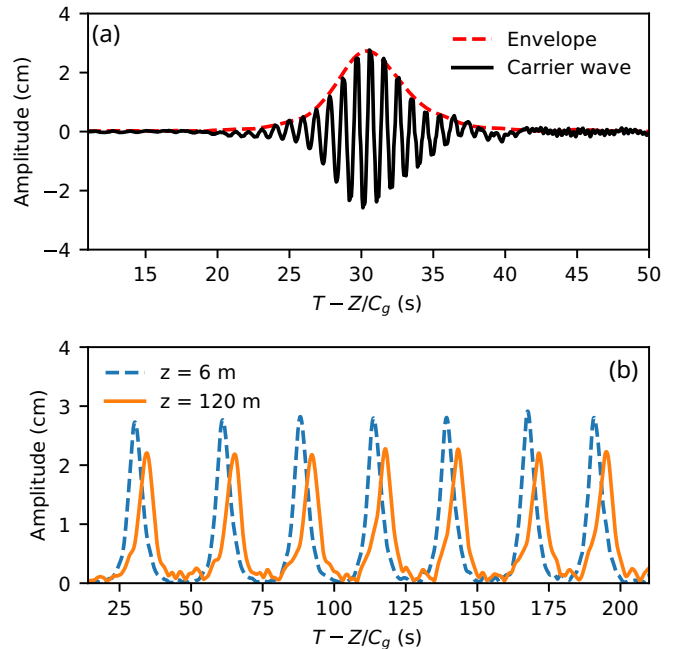 (a)
Envelope
Carrier wave
Amplitude (cm)
4
2
0
−2
−4
15 20 25 30 35 40 45 50
T − Z/C_g (s)
(b)
z = 6 m
z = 120 m
Amplitude (cm)
4
3
2
1
0
25 50 75 100 125 150 175 200
T − Z/C_g (s)